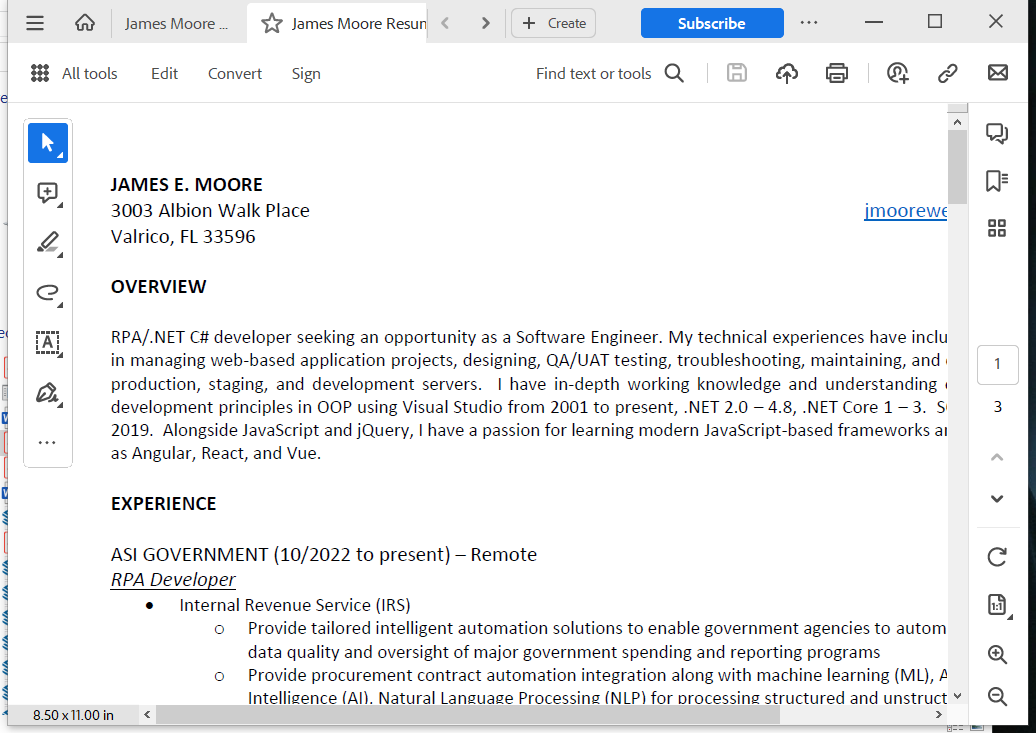 James Moore ...
James Moore Resum
Create
Subscribe
All tools
Edit
Convert
Sign
Find text or tools
JAMES E. MOORE
3003 Albion Walk Place
jmoorewe
Valrico, FL 33596
OVERVIEW
RPA/.NET C# developer seeking an opportunity as a Software Engineer. My technical experiences have inclu
in managing web-based application projects, designing, QA/UAT testing, troubleshooting, maintaining, and
production, staging, and development servers. I have in-depth working knowledge and understanding
development principles in OOP using Visual Studio from 2001 to present, .NET 2.0 – 4.8, .NET Core 1 – 3.
2019. Alongside JavaScript and jQuery, I have a passion for learning modern JavaScript-based frameworks
as Angular, React, and Vue.
EXPERIENCE
ASI GOVERNMENT (10/2022 to present) – Remote
RPA Developer
• Internal Revenue Service (IRS)
o Provide tailored intelligent automation solutions to enable government agencies to autom
data quality and oversight of major government spending and reporting programs
o Provide procurement contract automation integration along with machine learning (ML), A
Intelligence (AI), Natural Language Processing (NLP) for processing structured and unstruct
1
3
1:1
8.50 x 11.00 in